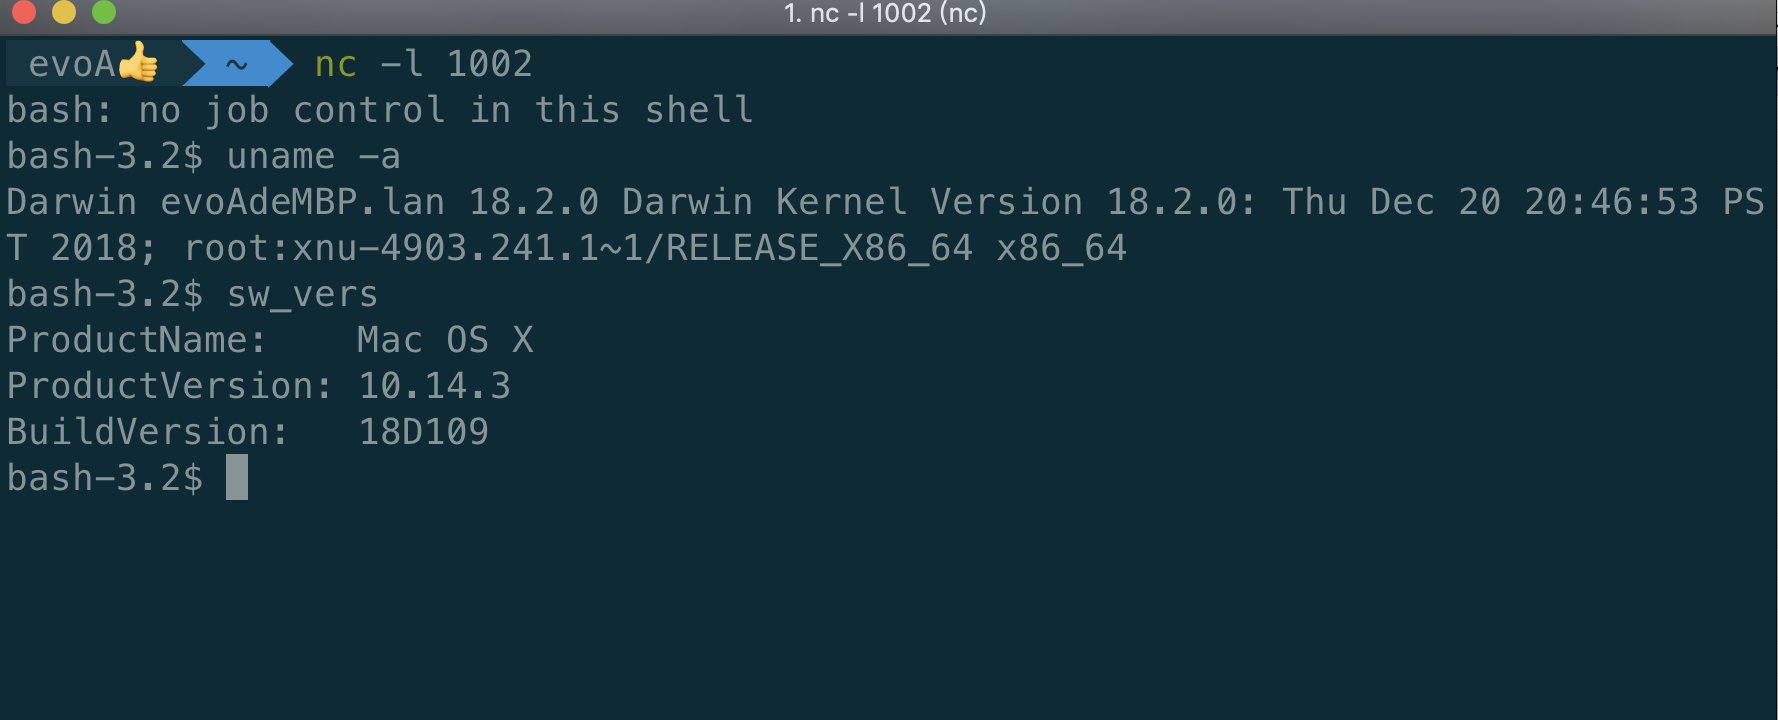 1. nc -l 1002 (nc)
evoA👍 ~ nc -l 1002
bash: no job control in this shell
bash-3.2$ uname -a
Darwin evoAdeMBP.lan 18.2.0 Darwin Kernel Version 18.2.0: Thu Dec 20 20:46:53 PS
T 2018; root:xnu-4903.241.1~1/RELEASE_X86_64 x86_64
bash-3.2$ sw_vers
ProductName:    Mac OS X
ProductVersion: 10.14.3
BuildVersion:   18D109
bash-3.2$